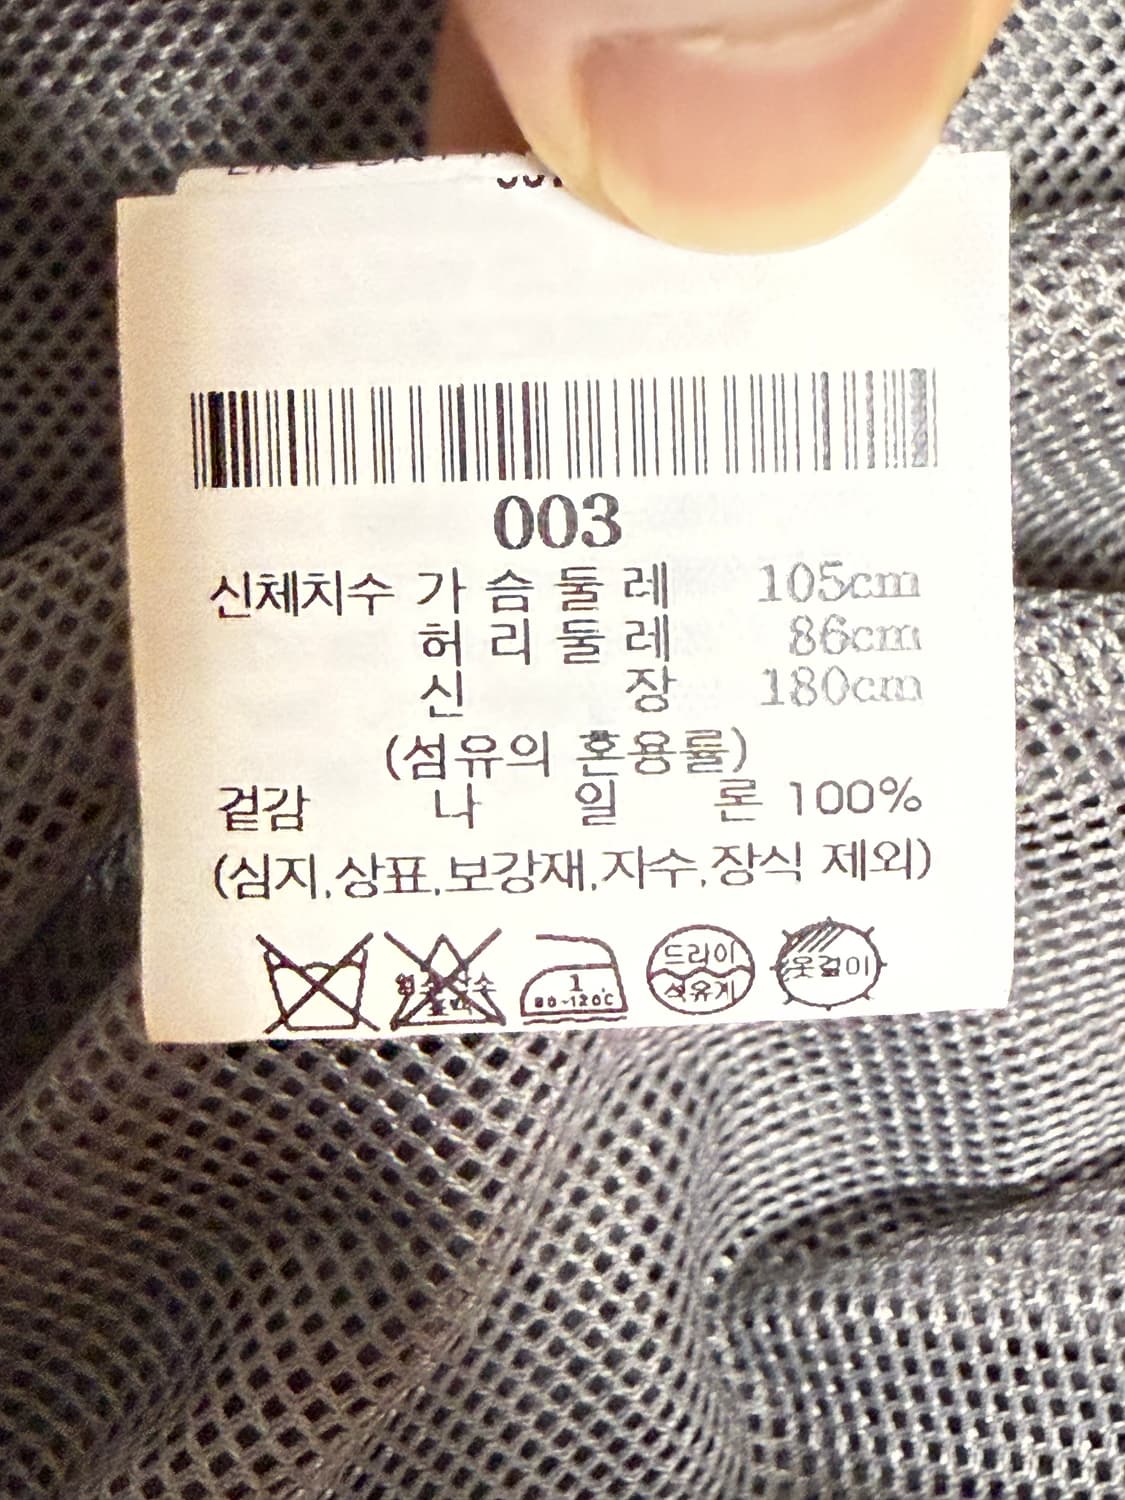 003
신체치수 가슴둘레 105cm
허리둘레 86cm
신장 180cm
(섬유의 혼용률)
겉감 나일론 100%
(심지,상표,보강재,자수,장식 제외)
1
80~120℃
드라이
석유계
옷걸이